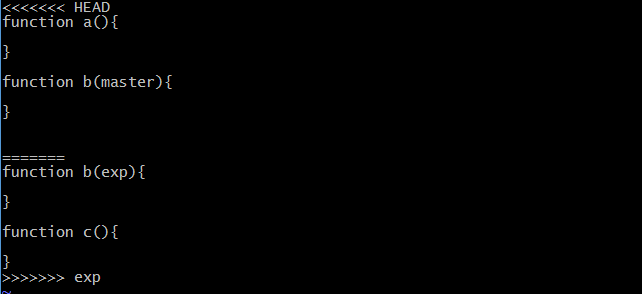 <<<<<<< HEAD
function a(){
}
function b(master){
}
=======
function b(exp){
}
function c(){
}
>>>>>>> exp
~